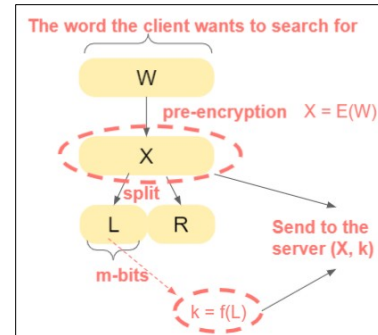 The word the client wants to search for
W
pre-encryption X = E(W)
X
split
L R
Send to the
server (X, k)
m-bits
k = f(L)